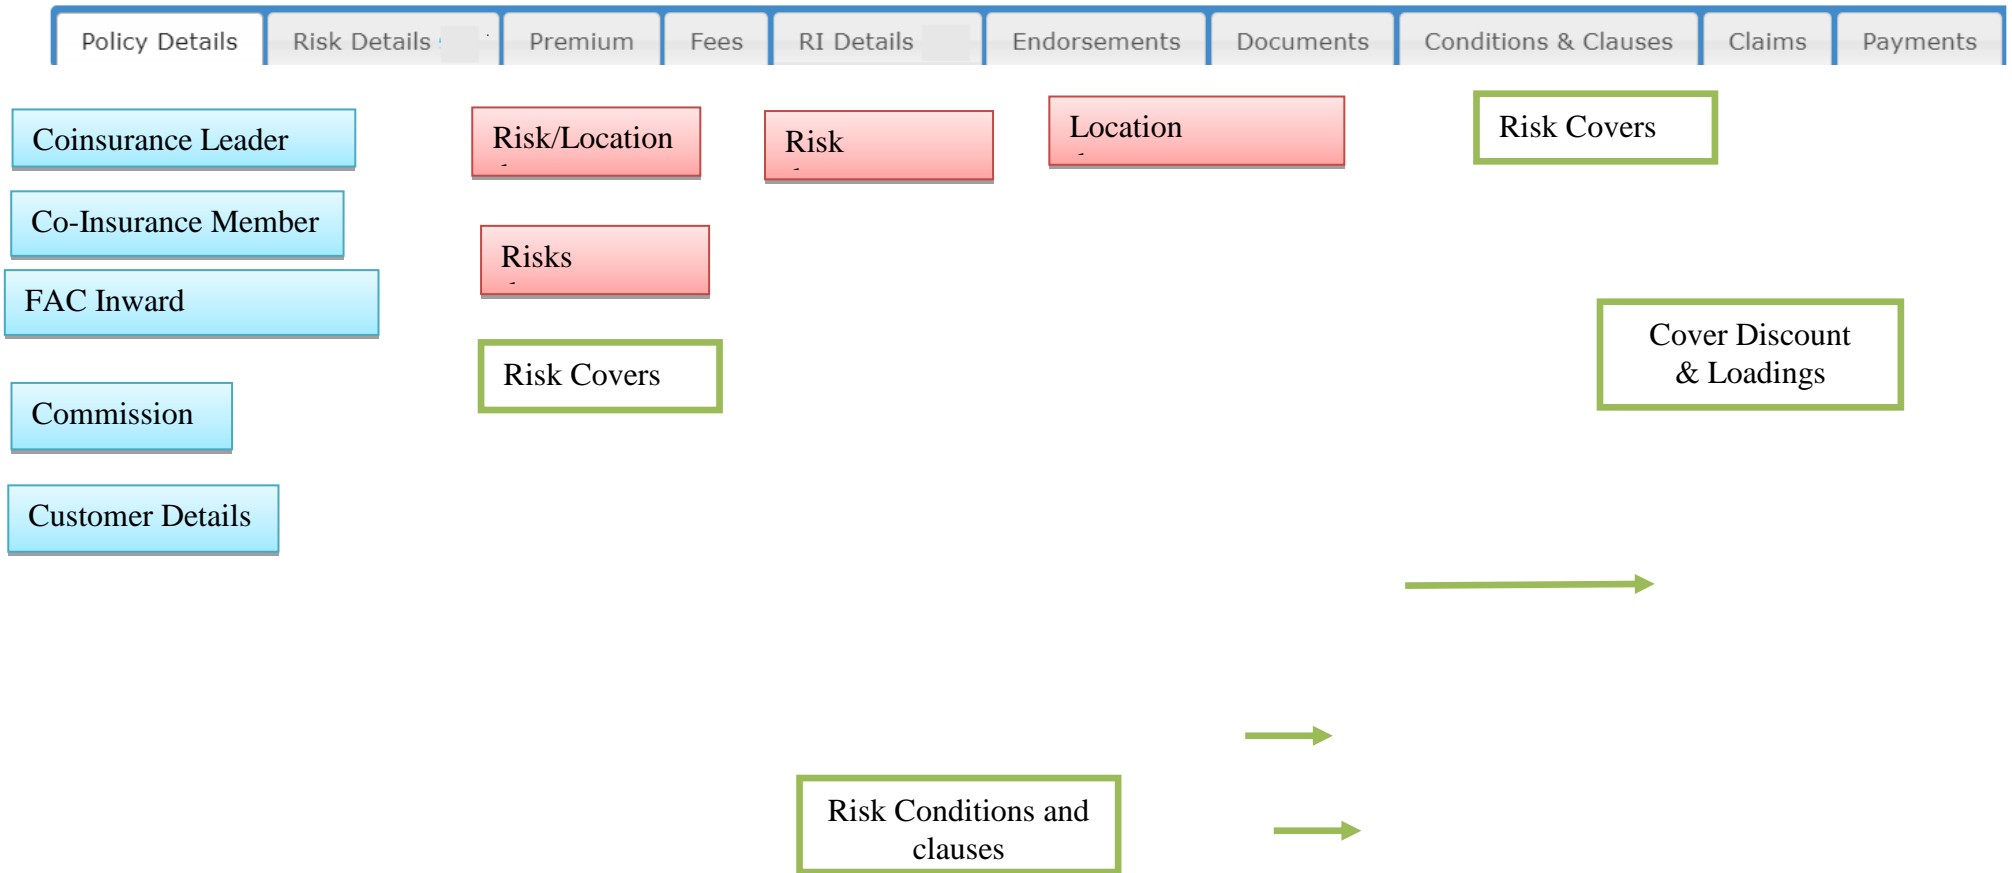 Policy Details Risk Details Premium Fees RI Details Endorsements Documents Conditions & Clauses Claims Payments
Coinsurance Leader
Risk/Location
Risk
Location
Risk Covers
Co-Insurance Member
Risks
FAC Inward
Cover Discount
& Loadings
Risk Covers
Commission
Customer Details
Risk Conditions and
clauses